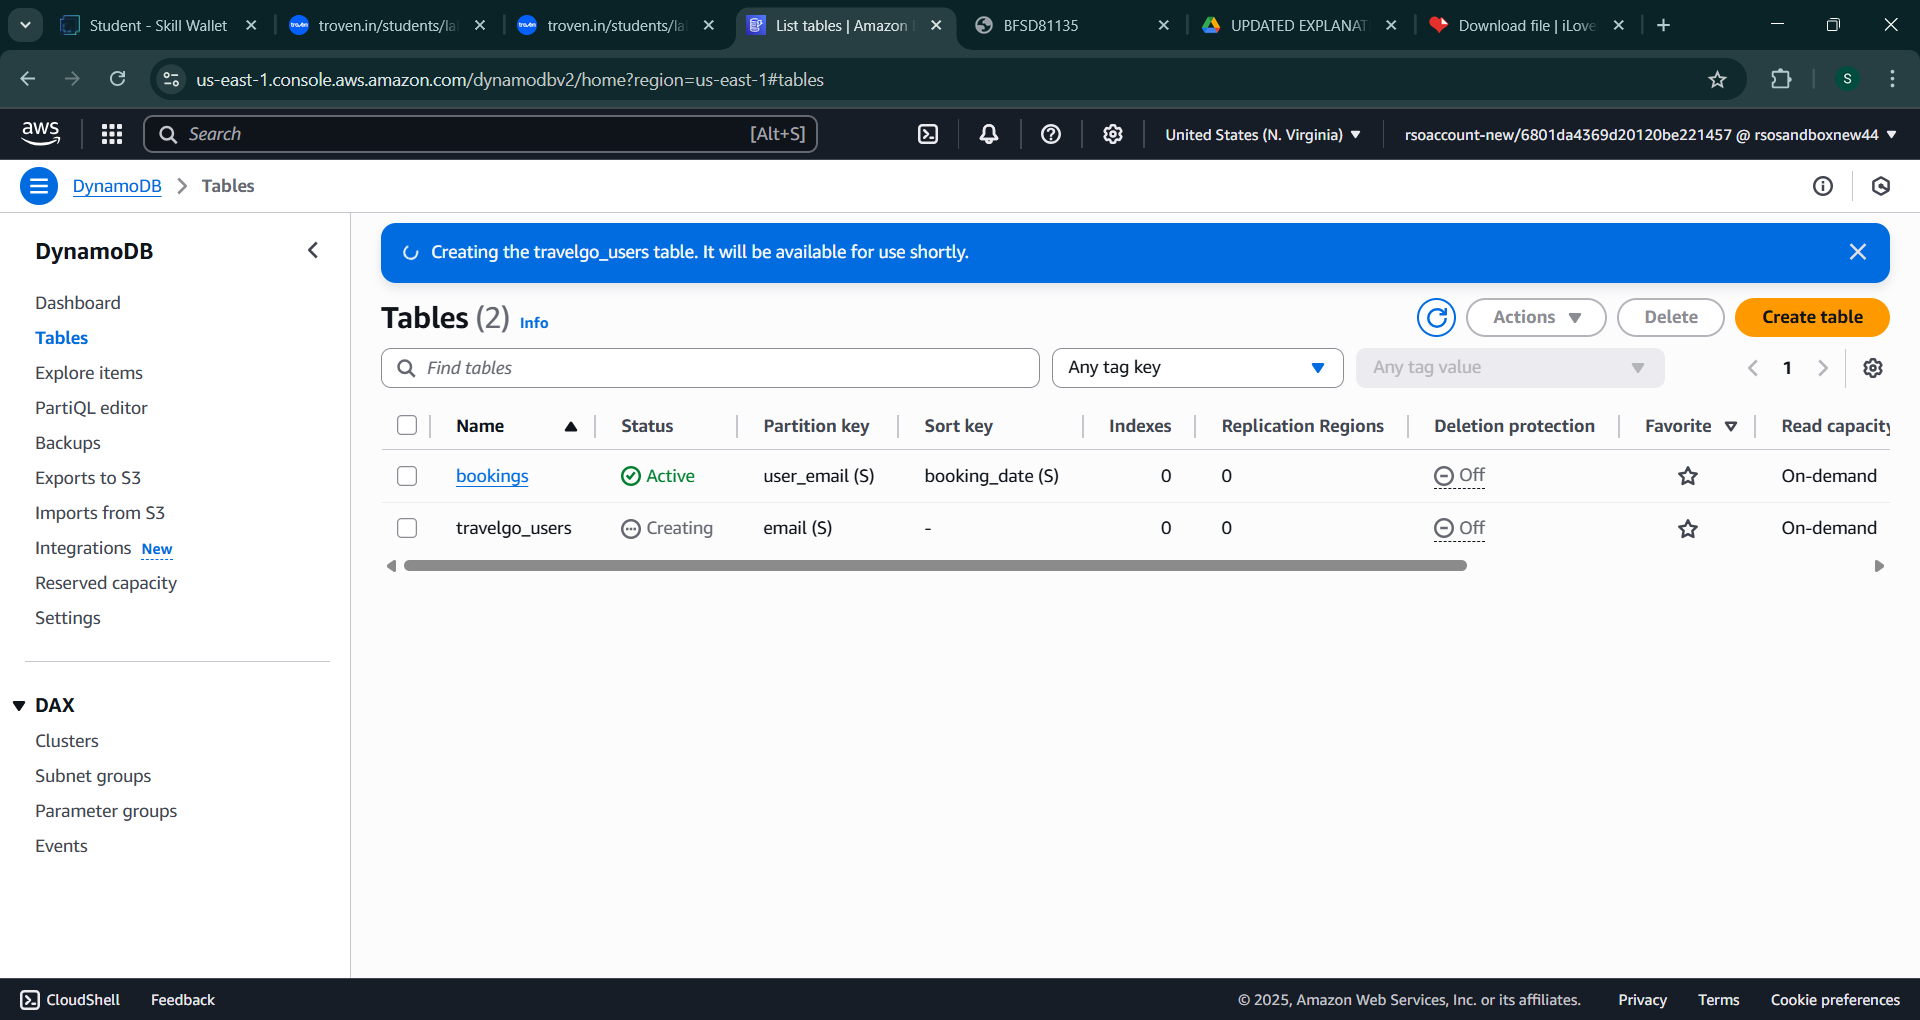 Student - Skill Wallet
troven.in/students/la
troven.in/students/la
List tables | Amazon
BFSD81135
UPDATED EXPLANAT
Download file | iLove
us-east-1.console.aws.amazon.com/dynamodbv2/home?region=us-east-1#tables
S
aws
Search
[Alt+S]
United States (N. Virginia)
rsoaccount-new/6801da4369d20120be221457 @ rsosandboxnew44
DynamoDB
Tables
DynamoDB
Dashboard
Tables
Explore items
PartiQL editor
Backups
Exports to S3
Imports from S3
Integrations New
Reserved capacity
Settings
DAX
Clusters
Subnet groups
Parameter groups
Events
Creating the travelgo_users table. It will be available for use shortly.
Tables (2) Info
Actions
Delete
Create table
Find tables
Any tag key
Any tag value
1
Name Status Partition key Sort key Indexes Replication Regions Deletion protection Favorite Read capacity
bookings Active user_email (S) booking_date (S) 0 0 Off On-demand
travelgo_users Creating email (S) - 0 0 Off On-demand
CloudShell
Feedback
© 2025, Amazon Web Services, Inc. or its affiliates.
Privacy
Terms
Cookie preferences